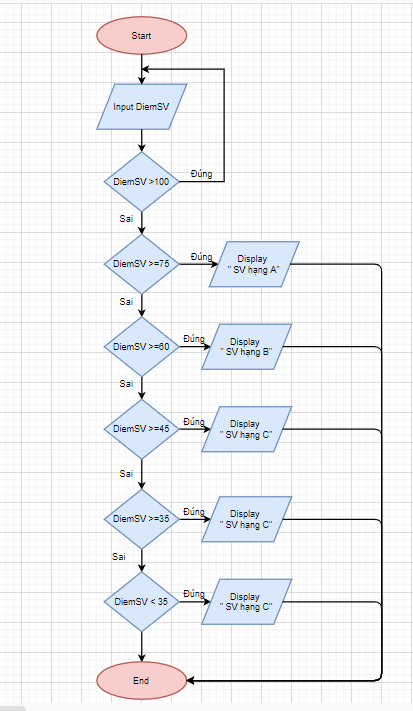 Start
Input DiemSV
DiemSV >100
Đúng
Sai
DiemSV >=75
Đúng
Display
" SV hạng A"
Sai
DiemSV >=60
Đúng
Display
" SV hạng B"
Sai
DiemSV >=45
Đúng
Display
" SV hạng C"
Sai
DiemSV >=35
Đúng
Display
" SV hạng C"
Sai
DiemSV < 35
Đúng
Display
" SV hạng C"
End